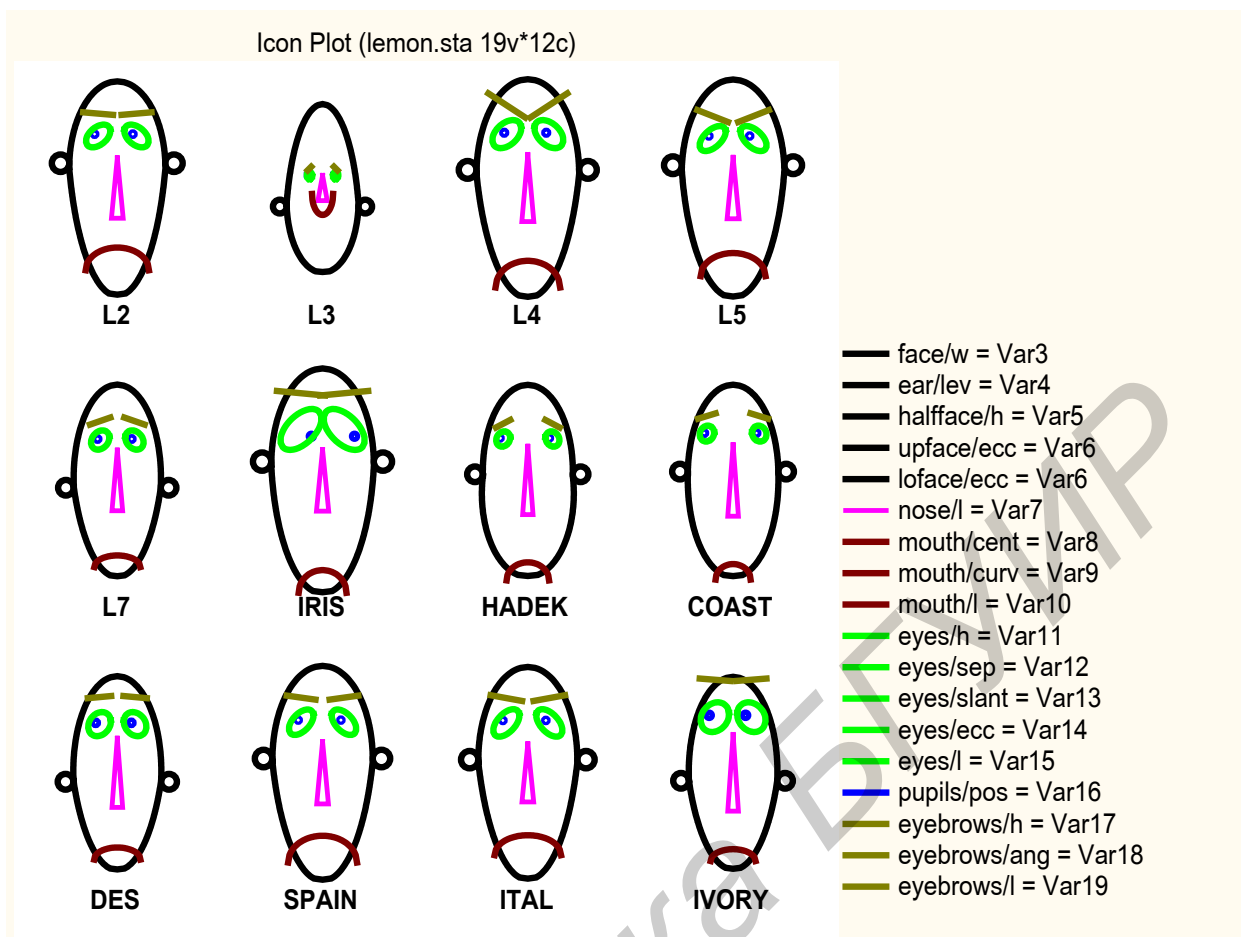 Icon Plot (lemon.sta 19v*12c)
L2 L3 L4 L5
L7 IRIS HADEK COAST
DES SPAIN ITAL IVORY
face/w = Var3
ear/lev = Var4
halfface/h = Var5
upface/ecc = Var6
loface/ecc = Var6
nose/l = Var7
mouth/cent = Var8
mouth/curv = Var9
mouth/l = Var10
eyes/h = Var11
eyes/sep = Var12
eyes/slant = Var13
eyes/ecc = Var14
eyes/l = Var15
pupils/pos = Var16
eyebrows/h = Var17
eyebrows/ang = Var18
eyebrows/l = Var19
БГУИР